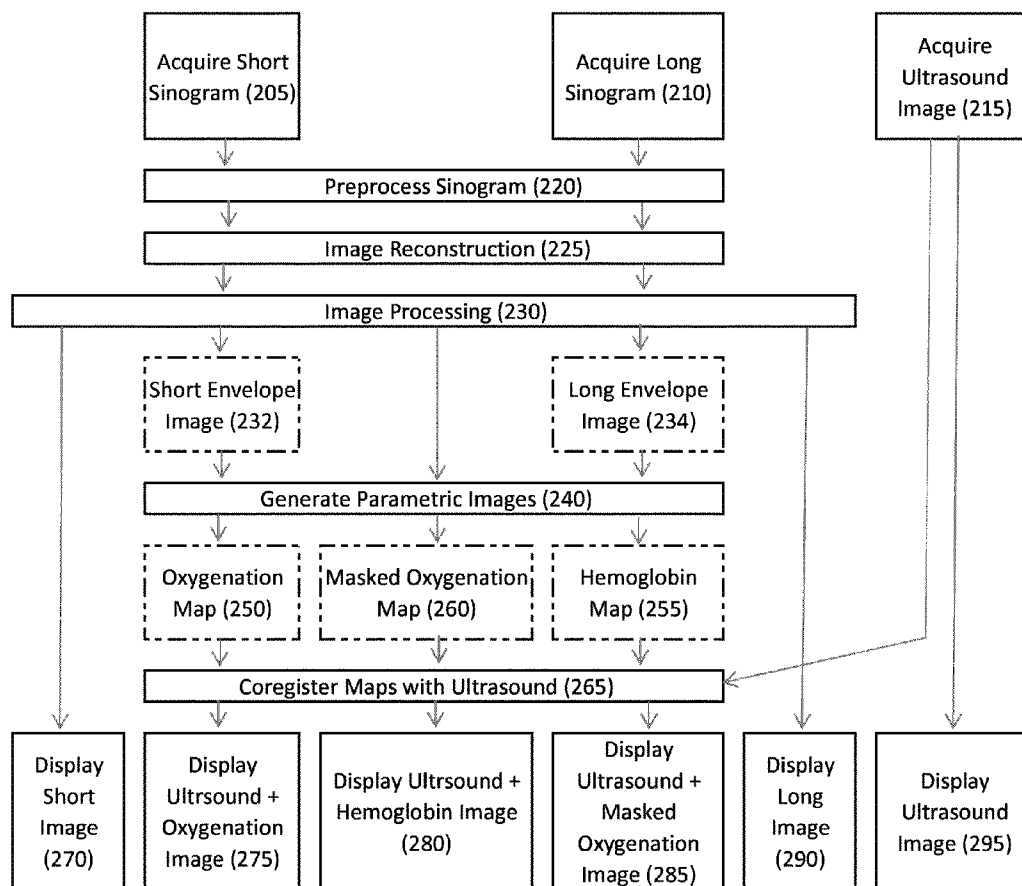 Acquire Short
Sinogram (205)
Acquire Long
Sinogram (210)
Acquire
Ultrasound
Image (215)
Preprocess Sinogram (220)
Image Reconstruction (225)
Image Processing (230)
Short Envelope
Image (232)
Long Envelope
Image (234)
Generate Parametric Images (240)
Oxygenation
Map (250)
Masked Oxygenation
Map (260)
Hemoglobin
Map (255)
Coregister Maps with Ultrasound (265)
Display
Short
Image
(270)
Display
Ultrsound +
Oxygenation
Image (275)
Display Ultrsound +
Hemoglobin Image
(280)
Display
Ultrasound +
Masked
Oxygenation
Image (285)
Display
Long
Image
(290)
Display
Ultrasound
Image (295)